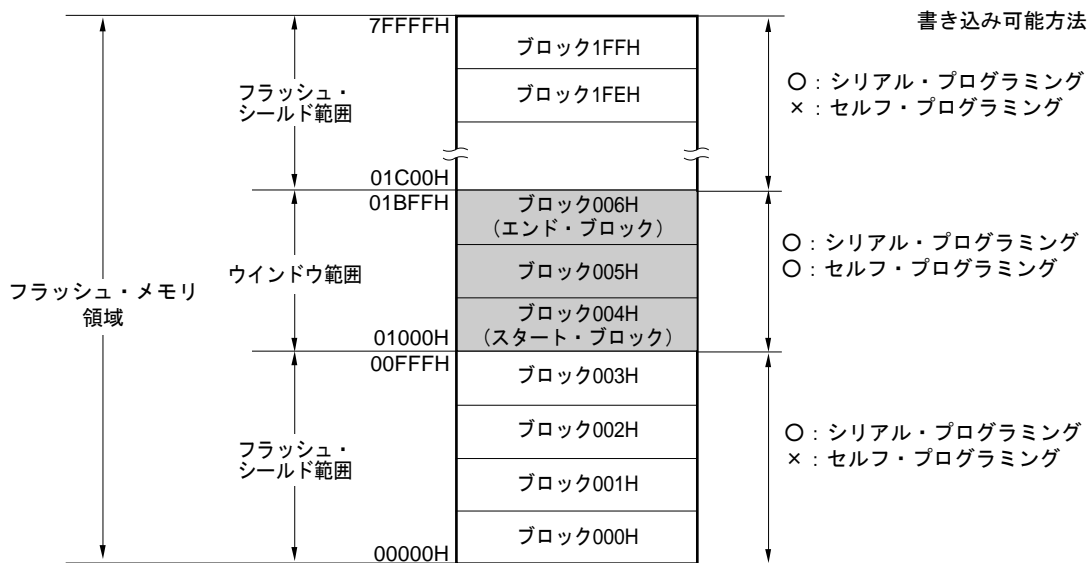 書き込み可能方法
7FFFFH
ブロック1FFH
ブロック1FEH
フラッシュ・
シールド範囲
○：シリアル・プログラミング
×：セルフ・プログラミング
01C00H
01BFFH
ブロック006H
（エンド・ブロック）
ブロック005H
ブロック004H
（スタート・ブロック）
ウインドウ範囲
○：シリアル・プログラミング
○：セルフ・プログラミング
フラッシュ・メモリ
領域
01000H
00FFFH
ブロック003H
ブロック002H
ブロック001H
ブロック000H
フラッシュ・
シールド範囲
○：シリアル・プログラミング
×：セルフ・プログラミング
00000H